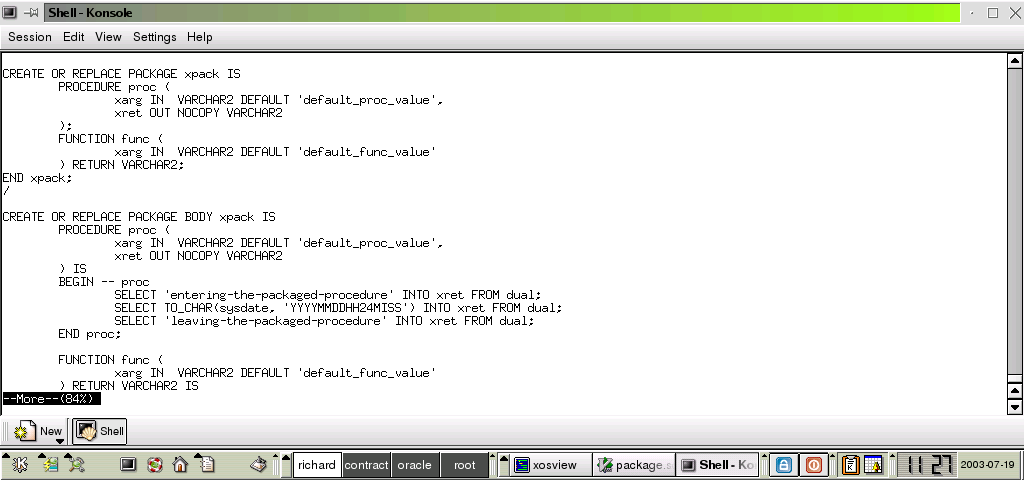 Shell - Konsole
Session Edit View Settings Help
CREATE OR REPLACE PACKAGE xpack IS
PROCEDURE proc (
xarg IN  VARCHAR2 DEFAULT 'default_proc_value',
xret OUT NOCOPY VARCHAR2
);
FUNCTION func (
xarg IN  VARCHAR2 DEFAULT 'default_func_value'
) RETURN VARCHAR2;
END xpack;
/
CREATE OR REPLACE PACKAGE BODY xpack IS
PROCEDURE proc (
xarg IN  VARCHAR2 DEFAULT 'default_proc_value',
xret OUT NOCOPY VARCHAR2
) IS
BEGIN -- proc
SELECT 'entering-the-packaged-procedure' INTO xret FROM dual;
SELECT TO_CHAR(sysdate, 'YYYYMMDDHH24MISS') INTO xret FROM dual;
SELECT 'leaving-the-packaged-procedure' INTO xret FROM dual;
END proc;
FUNCTION func (
xarg IN  VARCHAR2 DEFAULT 'default_func_value'
) RETURN VARCHAR2 IS
--More--(84%)
New Shell
richard contract oracle root xosview package.s Shell - Ko 11:27 2003-07-19